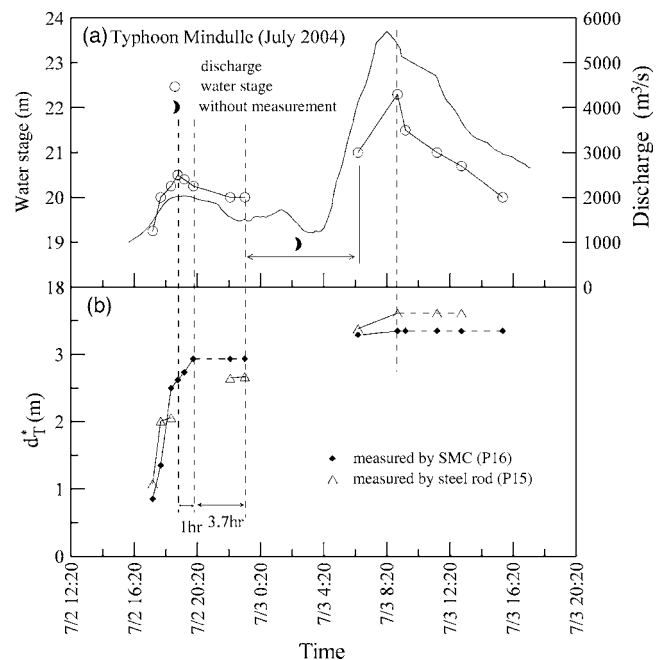 (a) Typhoon Mindulle (July 2004)
discharge
water stage
without measurement
Water stage (m)
24
23
22
21
20
19
18
Discharge (m³/s)
6000
5000
4000
3000
2000
1000
0
(b)
d*T (m)
3
2
1
0
measured by SMC (P16)
measured by steel rod (P15)
1hr
3.7hr
7/2 12:20
7/2 16:20
7/2 20:20
7/3 0:20
7/3 4:20
7/3 8:20
7/3 12:20
7/3 16:20
7/3 20:20
Time